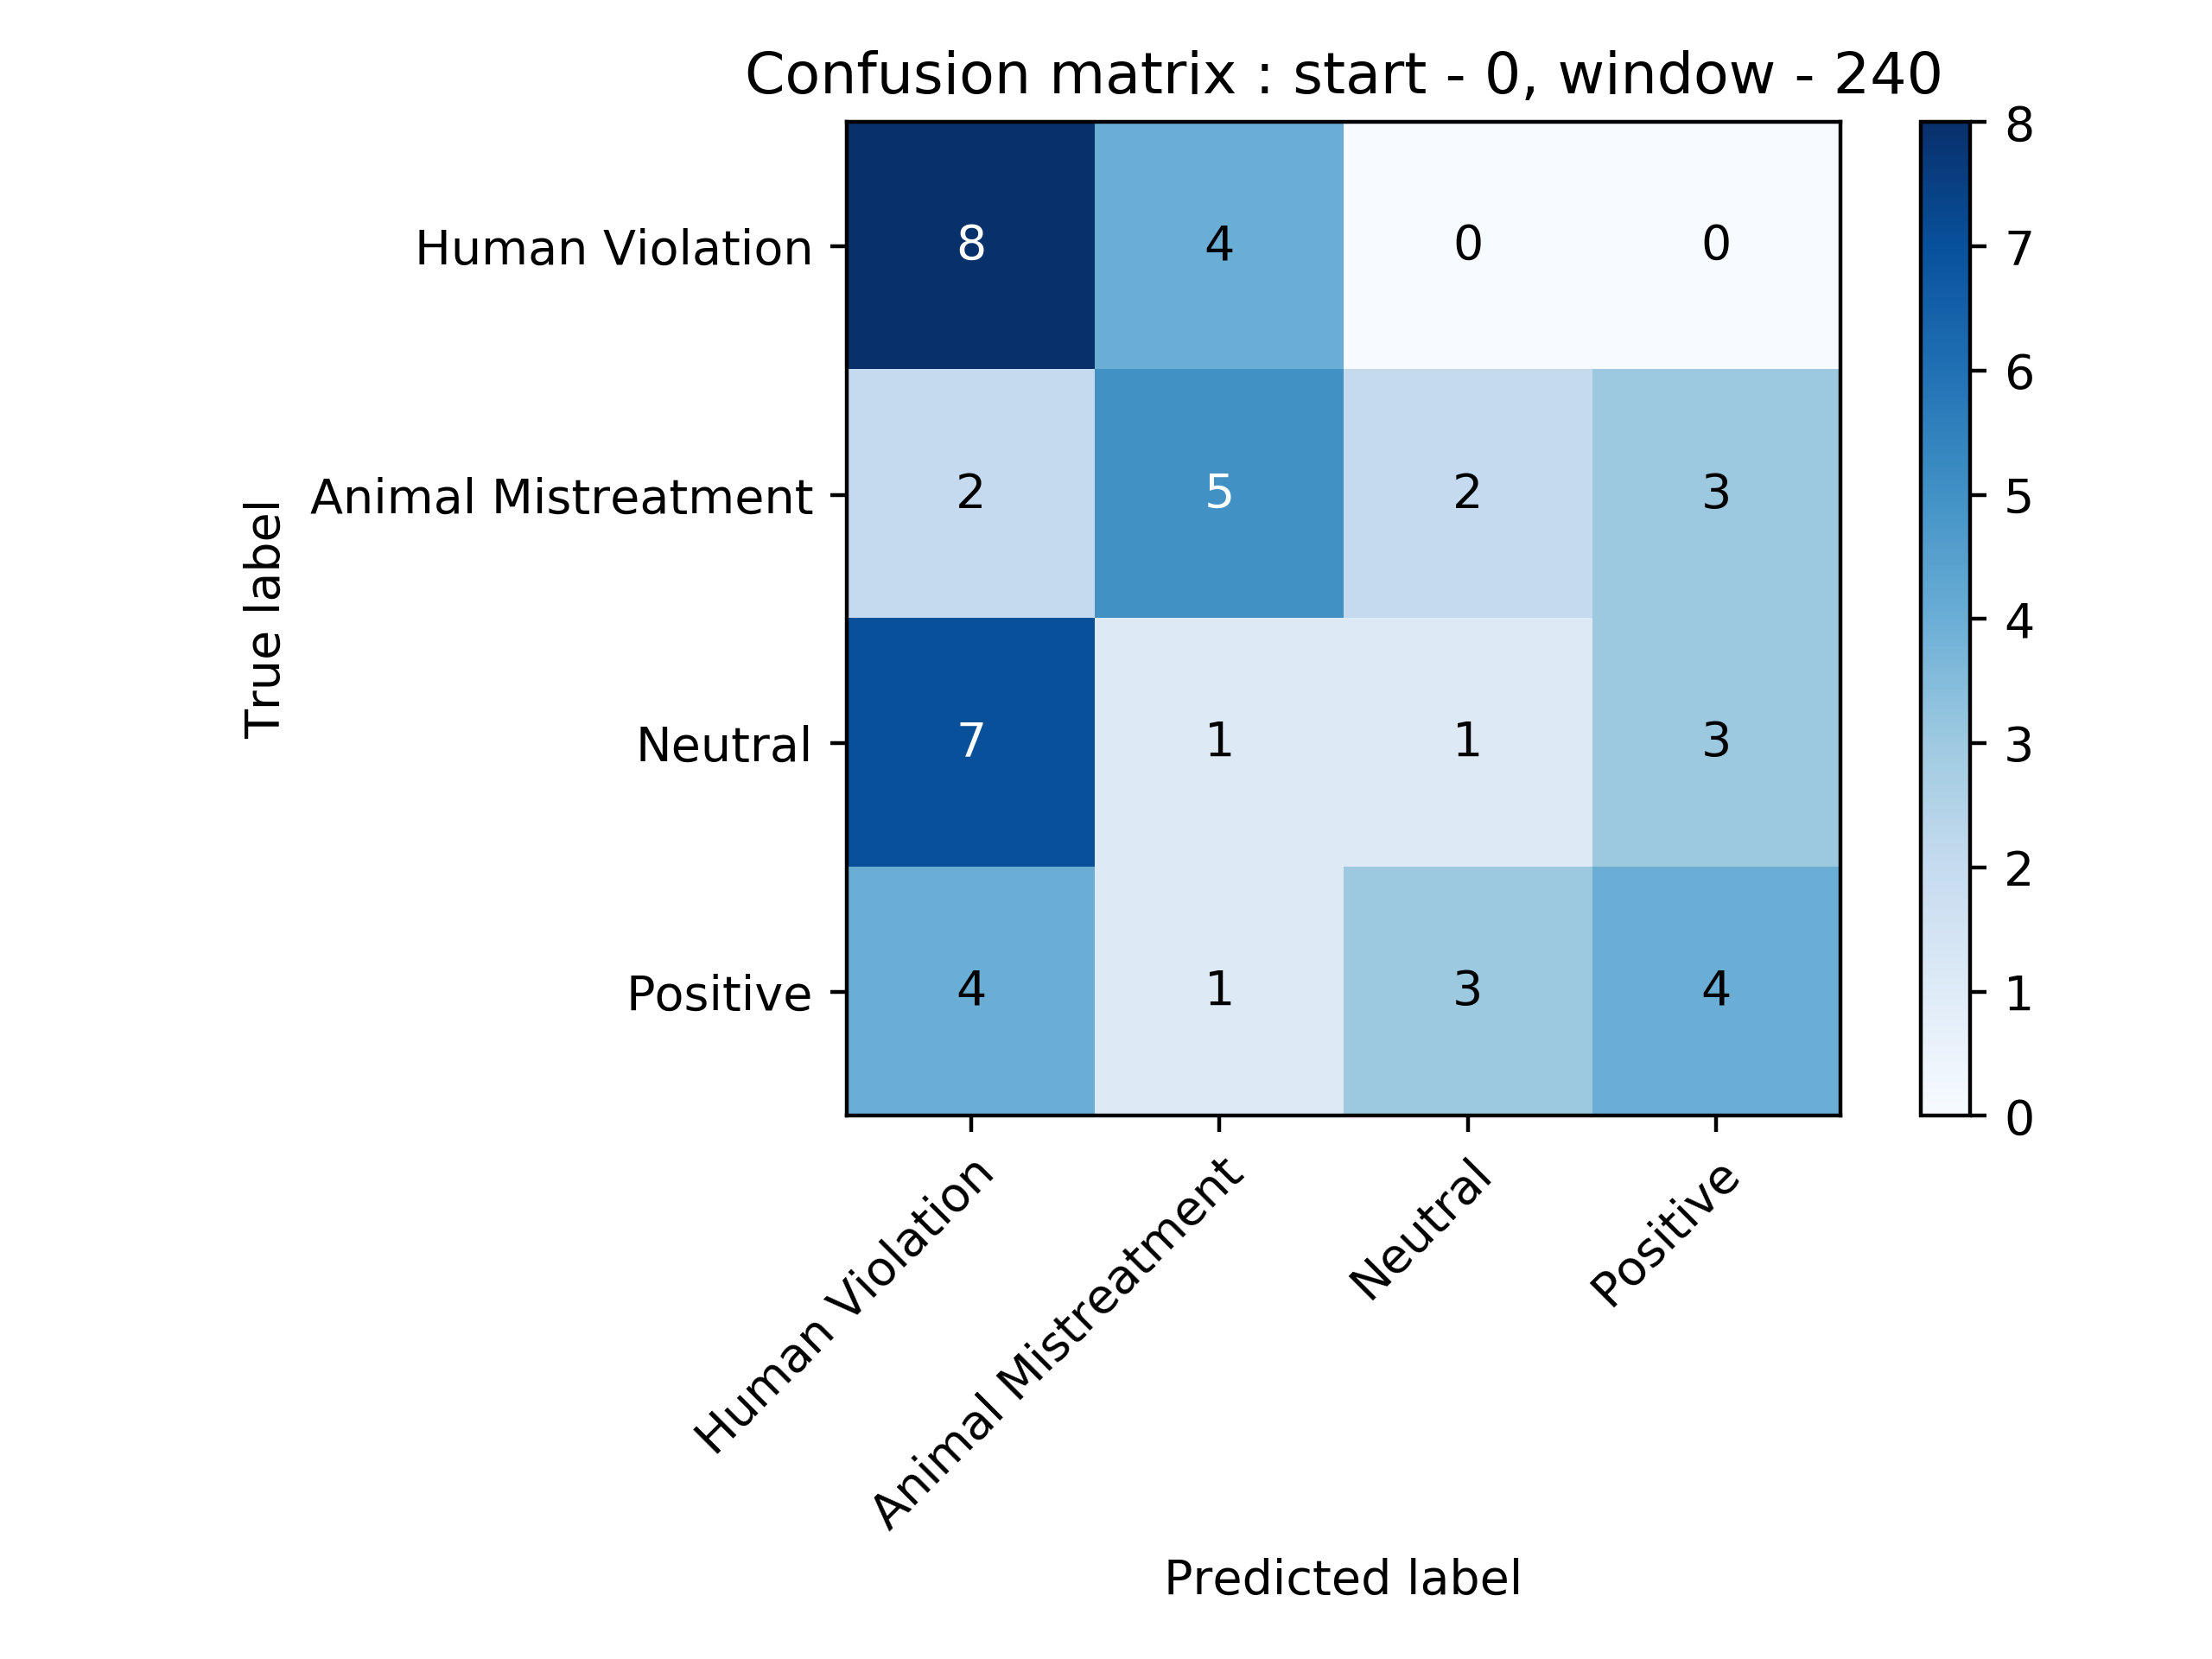 Confusion matrix : start - 0, window - 240
True label
Human Violation 8 4 0 0
Animal Mistreatment 2 5 2 3
Neutral 7 1 1 3
Positive 4 1 3 4
Human Violation
Animal Mistreatment
Neutral
Positive
Predicted label
8
7
6
5
4
3
2
1
0